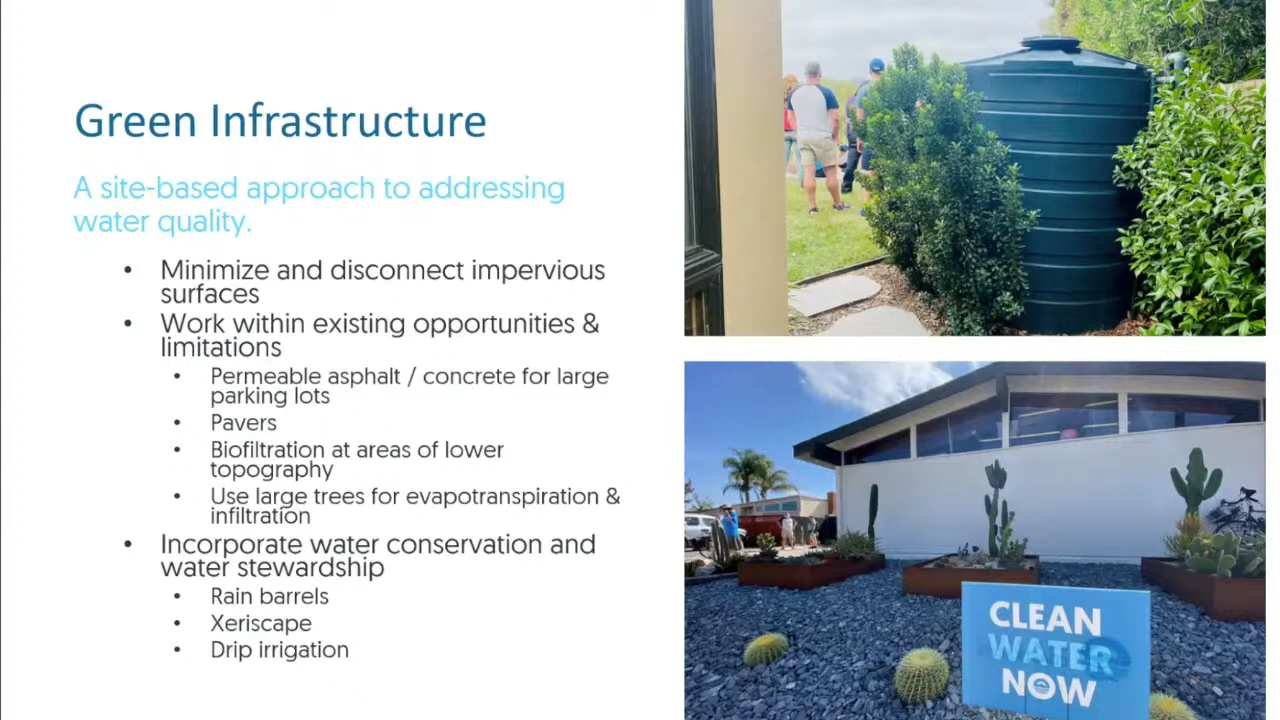 Green Infrastructure
A site-based approach to addressing
water quality.
• Minimize and disconnect impervious
surfaces
• Work within existing opportunities &
limitations
• Permeable asphalt / concrete for large
parking lots
• Pavers
• Biofiltration at areas of lower
topography
• Use large trees for evapotranspiration &
infiltration
• Incorporate water conservation and
water stewardship
• Rain barrels
• Xeriscape
• Drip irrigation
CLEAN
WATER
NOW